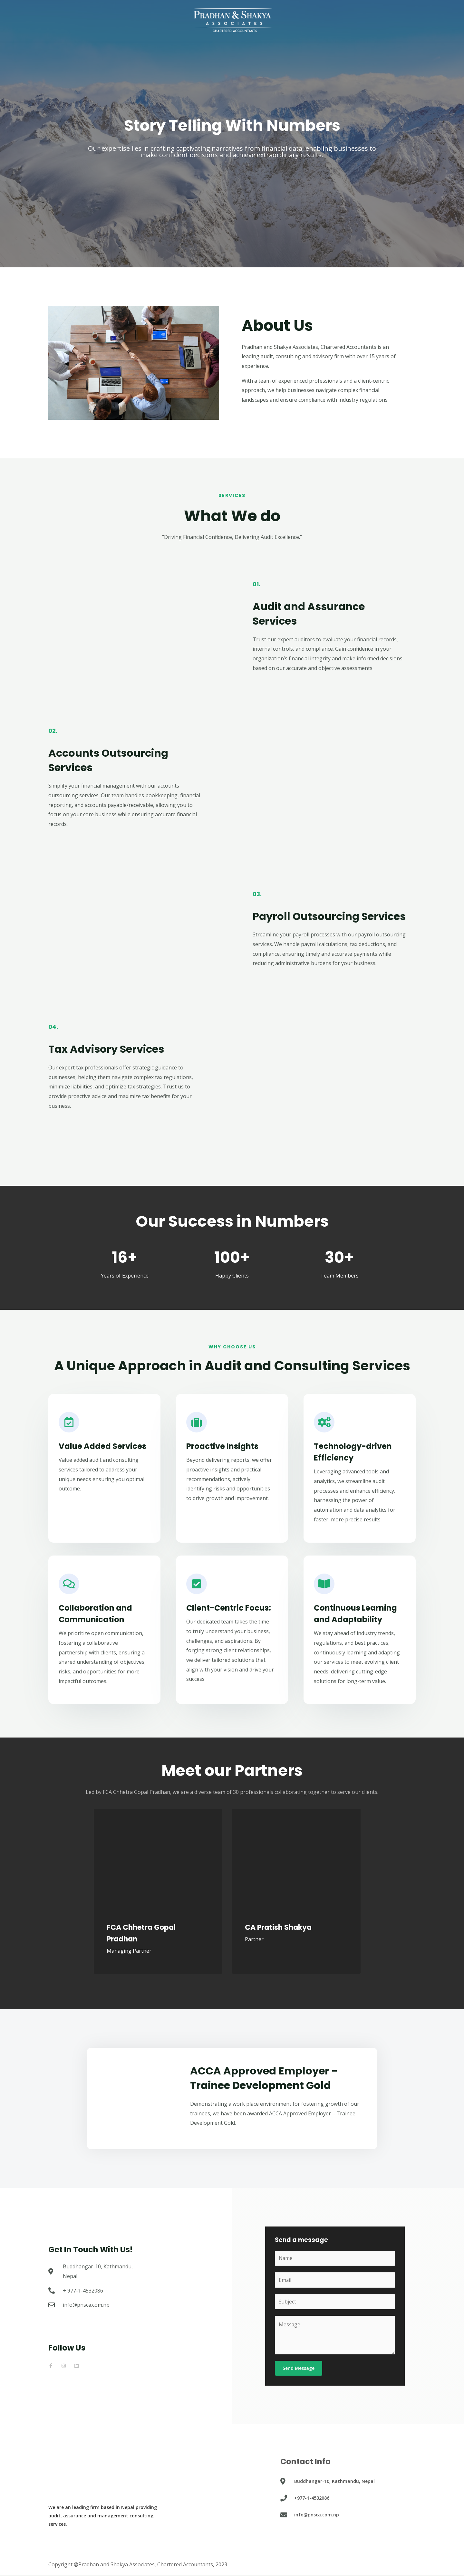 PRADHAN & SHAKYA
ASSOCIATES
CHARTERED ACCOUNTANTS
Story Telling With Numbers
Our expertise lies in crafting captivating narratives from financial data, enabling businesses to
make confident decisions and achieve extraordinary results.
About Us
Pradhan and Shakya Associates, Chartered Accountants is an
leading audit, consulting and advisory firm with over 15 years of
experience.
With a team of experienced professionals and a client-centric
approach, we help businesses navigate complex financial
landscapes and ensure compliance with industry regulations.
SERVICES
What We do
"Driving Financial Confidence, Delivering Audit Excellence."
01.
Audit and Assurance
Services
Trust our expert auditors to evaluate your financial records,
internal controls, and compliance. Gain confidence in your
organization's financial integrity and make informed decisions
based on our accurate and objective assessments.
02.
Accounts Outsourcing
Services
Simplify your financial management with our accounts
outsourcing services. Our team handles bookkeeping, financial
reporting, and accounts payable/receivable, allowing you to
focus on your core business while ensuring accurate financial
records.
03.
Payroll Outsourcing Services
Streamline your payroll processes with our payroll outsourcing
services. We handle payroll calculations, tax deductions, and
compliance, ensuring timely and accurate payments while
reducing administrative burdens for your business.
04.
Tax Advisory Services
Our expert tax professionals offer strategic guidance to
businesses, helping them navigate complex tax regulations,
minimize liabilities, and optimize tax strategies. Trust us to
provide proactive advice and maximize tax benefits for your
business.
Our Success in Numbers
16+
Years of Experience
100+
Happy Clients
30+
Team Members
WHY CHOOSE US
A Unique Approach in Audit and Consulting Services
Value Added Services
Value added audit and consulting
services tailored to address your
unique needs ensuring you optimal
outcome.
Proactive Insights
Beyond delivering reports, we offer
proactive insights and practical
recommendations, actively
identifying risks and opportunities
to drive growth and improvement.
Technology-driven
Efficiency
Leveraging advanced tools and
analytics, we streamline audit
processes and enhance efficiency,
harnessing the power of
automation and data analytics for
faster, more precise results.
Collaboration and
Communication
We prioritize open communication,
fostering a collaborative
partnership with clients, ensuring a
shared understanding of objectives,
risks, and opportunities for more
impactful outcomes.
Client-Centric Focus:
Our dedicated team takes the time
to truly understand your business,
challenges, and aspirations. By
forging strong client relationships,
we deliver tailored solutions that
align with your vision and drive your
success.
Continuous Learning
and Adaptability
We stay ahead of industry trends,
regulations, and best practices,
continuously learning and adapting
our services to meet evolving client
needs, delivering cutting-edge
solutions for long-term value.
Meet our Partners
Led by FCA Chhetra Gopal Pradhan, we are a diverse team of 30 professionals collaborating together to serve our clients.
FCA Chhetra Gopal
Pradhan
Managing Partner
CA Pratish Shakya
Partner
ACCA Approved Employer -
Trainee Development Gold
Demonstrating a work place environment for fostering growth of our
trainees, we have been awarded ACCA Approved Employer – Trainee
Development Gold.
Get In Touch With Us!
Buddhangar-10, Kathmandu,
Nepal
+ 977-1-4532086
info@pnsca.com.np
Follow Us
Send a message
Name
Email
Subject
Message
Send Message
We are an leading firm based in Nepal providing
audit, assurance and management consulting
services.
Contact Info
Buddhangar-10, Kathmandu, Nepal
+977-1-4532086
info@pnsca.com.np
Copyright @Pradhan and Shakya Associates, Chartered Accountants, 2023